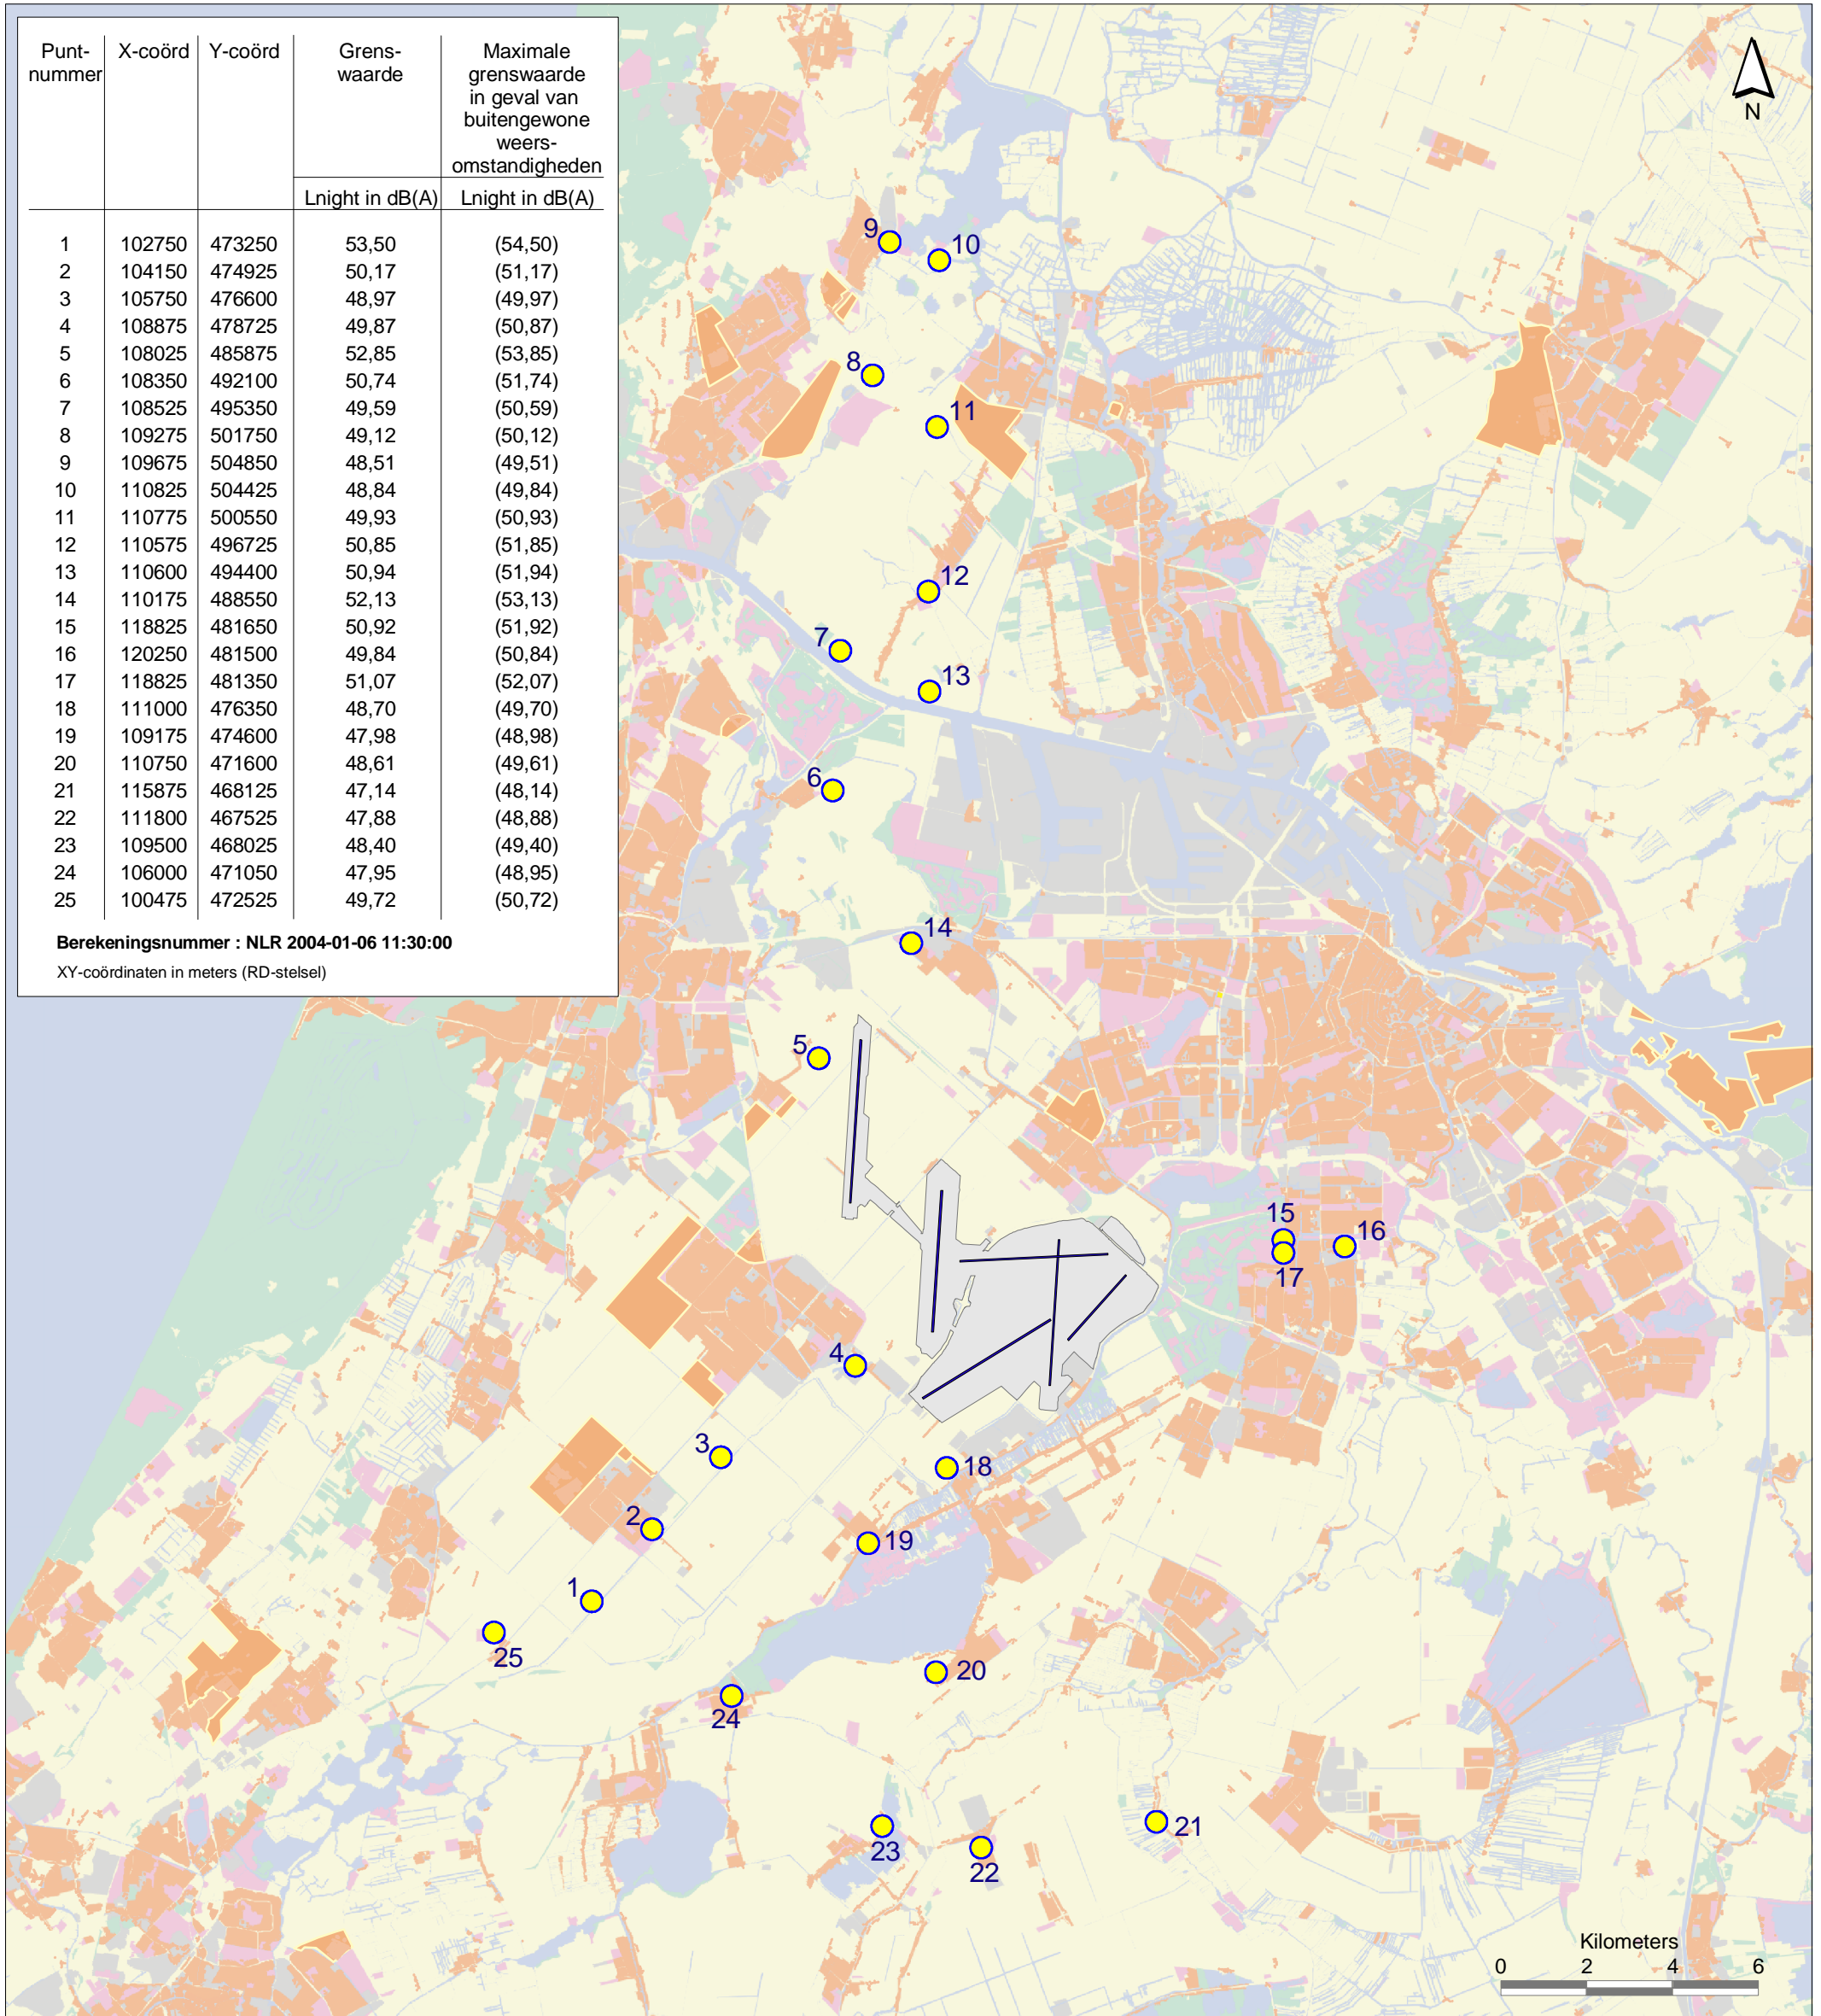 Punt-nummer X-coörd Y-coörd Grens-waarde Maximale grenswaarde in geval van buitengewone weers-omstandigheden
Lnight in dB(A) Lnight in dB(A)
1 102750 473250 53,50 (54,50)
2 104150 474925 50,17 (51,17)
3 105750 476600 48,97 (49,97)
4 108875 478725 49,87 (50,87)
5 108025 485875 52,85 (53,85)
6 108350 492100 50,74 (51,74)
7 108525 495350 49,59 (50,59)
8 109275 501750 49,12 (50,12)
9 109675 504850 48,51 (49,51)
10 110825 504425 48,84 (49,84)
11 110775 500550 49,93 (50,93)
12 110575 496725 50,85 (51,85)
13 110600 494400 50,94 (51,94)
14 110175 488550 52,13 (53,13)
15 118825 481650 50,92 (51,92)
16 120250 481500 49,84 (50,84)
17 118825 481350 51,07 (52,07)
18 111000 476350 48,70 (49,70)
19 109175 474600 47,98 (48,98)
20 110750 471600 48,61 (49,61)
21 115875 468125 47,14 (48,14)
22 111800 467525 47,88 (48,88)
23 109500 468025 48,40 (49,40)
24 106000 471050 47,95 (48,95)
25 100475 472525 49,72 (50,72)
Berekeningsnummer : NLR 2004-01-06 11:30:00
XY-coördinaten in meters (RD-stelsel)
N
9
10
8
11
12
7
13
6
14
5
15
16
17
4
3
18
2
19
1
25
20
24
21
23
22
Kilometers
0 2 4 6